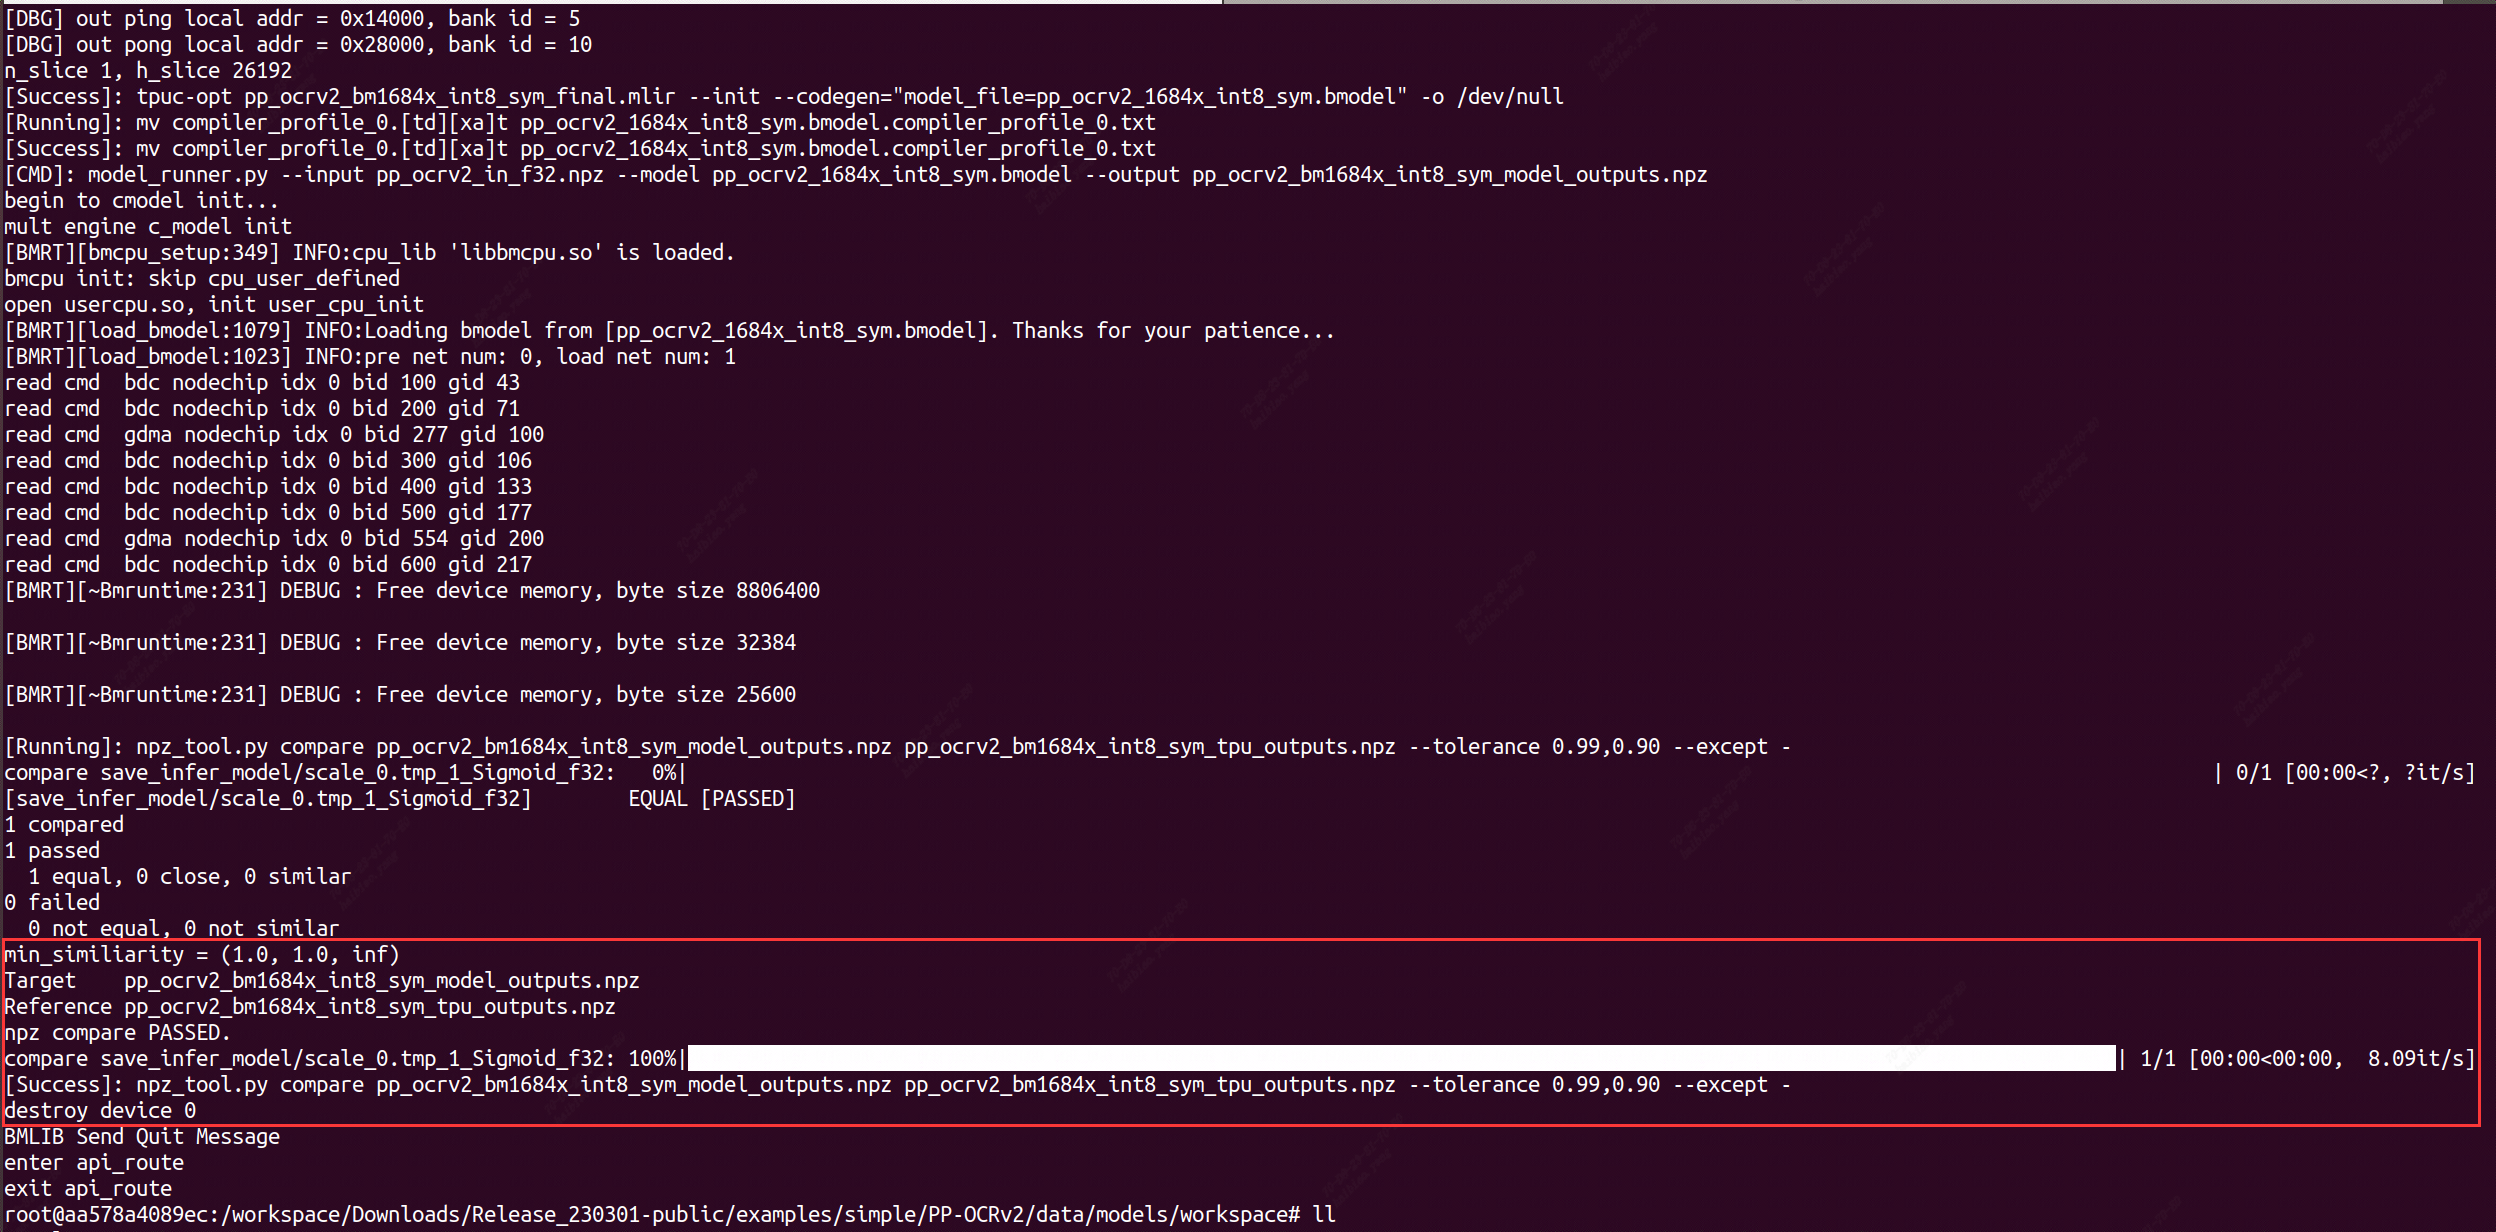 [DBG] out ping local addr = 0x14000, bank id = 5
[DBG] out pong local addr = 0x28000, bank id = 10
n_slice 1, h_slice 26192
[Success]: tpuc-opt pp_ocrv2_bm1684x_int8_sym_final.mlir --init --codegen="model_file=pp_ocrv2_1684x_int8_sym.bmodel" -o /dev/null
[Running]: mv compiler_profile_0.[td][xa]t pp_ocrv2_1684x_int8_sym.bmodel.compiler_profile_0.txt
[Success]: mv compiler_profile_0.[td][xa]t pp_ocrv2_1684x_int8_sym.bmodel.compiler_profile_0.txt
[CMD]: model_runner.py --input pp_ocrv2_in_f32.npz --model pp_ocrv2_1684x_int8_sym.bmodel --output pp_ocrv2_bm1684x_int8_sym_model_outputs.npz
begin to cmodel init...
mult engine c_model init
[BMRT][bmcpu_setup:349] INFO:cpu_lib 'libbmcpu.so' is loaded.
bmcpu init: skip cpu_user_defined
open usercpu.so, init user_cpu_init
[BMRT][load_bmodel:1079] INFO:Loading bmodel from [pp_ocrv2_1684x_int8_sym.bmodel]. Thanks for your patience...
[BMRT][load_bmodel:1023] INFO:pre net num: 0, load net num: 1
read cmd  bdc nodechip idx 0 bid 100 gid 43
read cmd  bdc nodechip idx 0 bid 200 gid 71
read cmd  gdma nodechip idx 0 bid 277 gid 100
read cmd  bdc nodechip idx 0 bid 300 gid 106
read cmd  bdc nodechip idx 0 bid 400 gid 133
read cmd  bdc nodechip idx 0 bid 500 gid 177
read cmd  gdma nodechip idx 0 bid 554 gid 200
read cmd  bdc nodechip idx 0 bid 600 gid 217
[BMRT][~Bmruntime:231] DEBUG : Free device memory, byte size 8806400
[BMRT][~Bmruntime:231] DEBUG : Free device memory, byte size 32384
[BMRT][~Bmruntime:231] DEBUG : Free device memory, byte size 25600
[Running]: npz_tool.py compare pp_ocrv2_bm1684x_int8_sym_model_outputs.npz pp_ocrv2_bm1684x_int8_sym_tpu_outputs.npz --tolerance 0.99,0.90 --except -
compare save_infer_model/scale_0.tmp_1_Sigmoid_f32:   0%| | 0/1 [00:00<?, ?it/s]
[save_infer_model/scale_0.tmp_1_Sigmoid_f32]        EQUAL [PASSED]
1 compared
1 passed
  1 equal, 0 close, 0 similar
0 failed
  0 not equal, 0 not similar
min_similiarity = (1.0, 1.0, inf)
Target    pp_ocrv2_bm1684x_int8_sym_model_outputs.npz
Reference pp_ocrv2_bm1684x_int8_sym_tpu_outputs.npz
npz compare PASSED.
compare save_infer_model/scale_0.tmp_1_Sigmoid_f32: 100%| | 1/1 [00:00<00:00,  8.09it/s]
[Success]: npz_tool.py compare pp_ocrv2_bm1684x_int8_sym_model_outputs.npz pp_ocrv2_bm1684x_int8_sym_tpu_outputs.npz --tolerance 0.99,0.90 --except -
destroy device 0
BMLIB Send Quit Message
enter api_route
exit api_route
root@aa578a4089ec:/workspace/Downloads/Release_230301-public/examples/simple/PP-OCRv2/data/models/workspace# ll